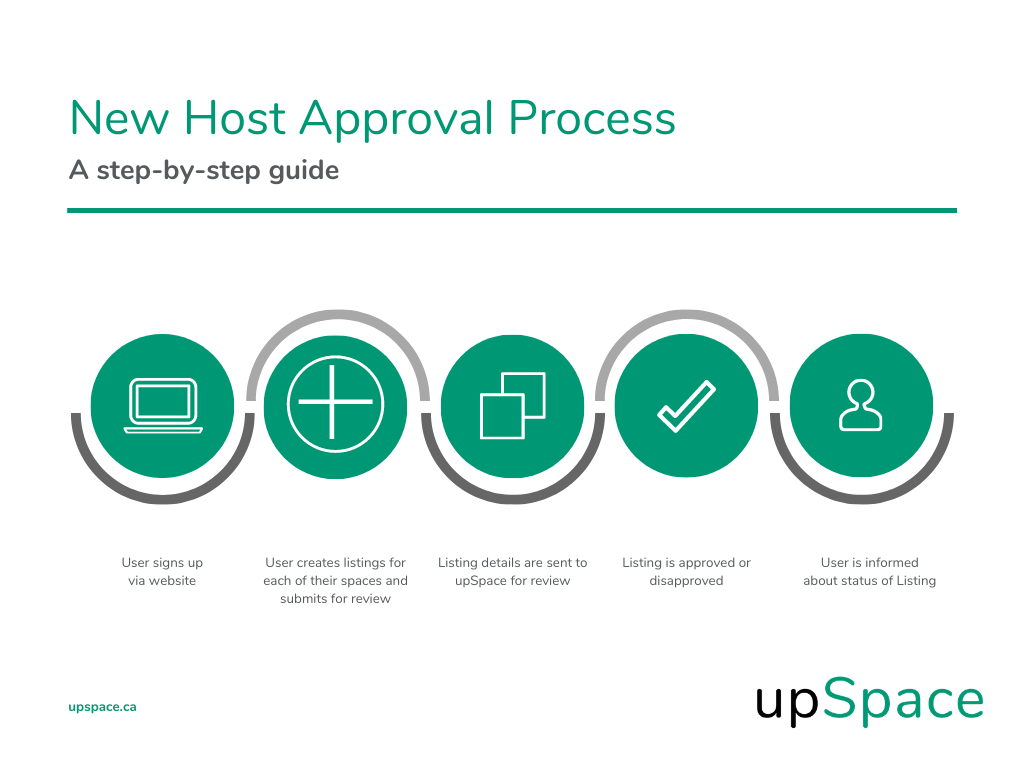 New Host Approval Process
A step-by-step guide
User signs up
via website
User creates listings for
each of their spaces and
submits for review
Listing details are sent to
upSpace for review
Listing is approved or
disapproved
User is informed
about status of Listing
upspace.ca
upSpace